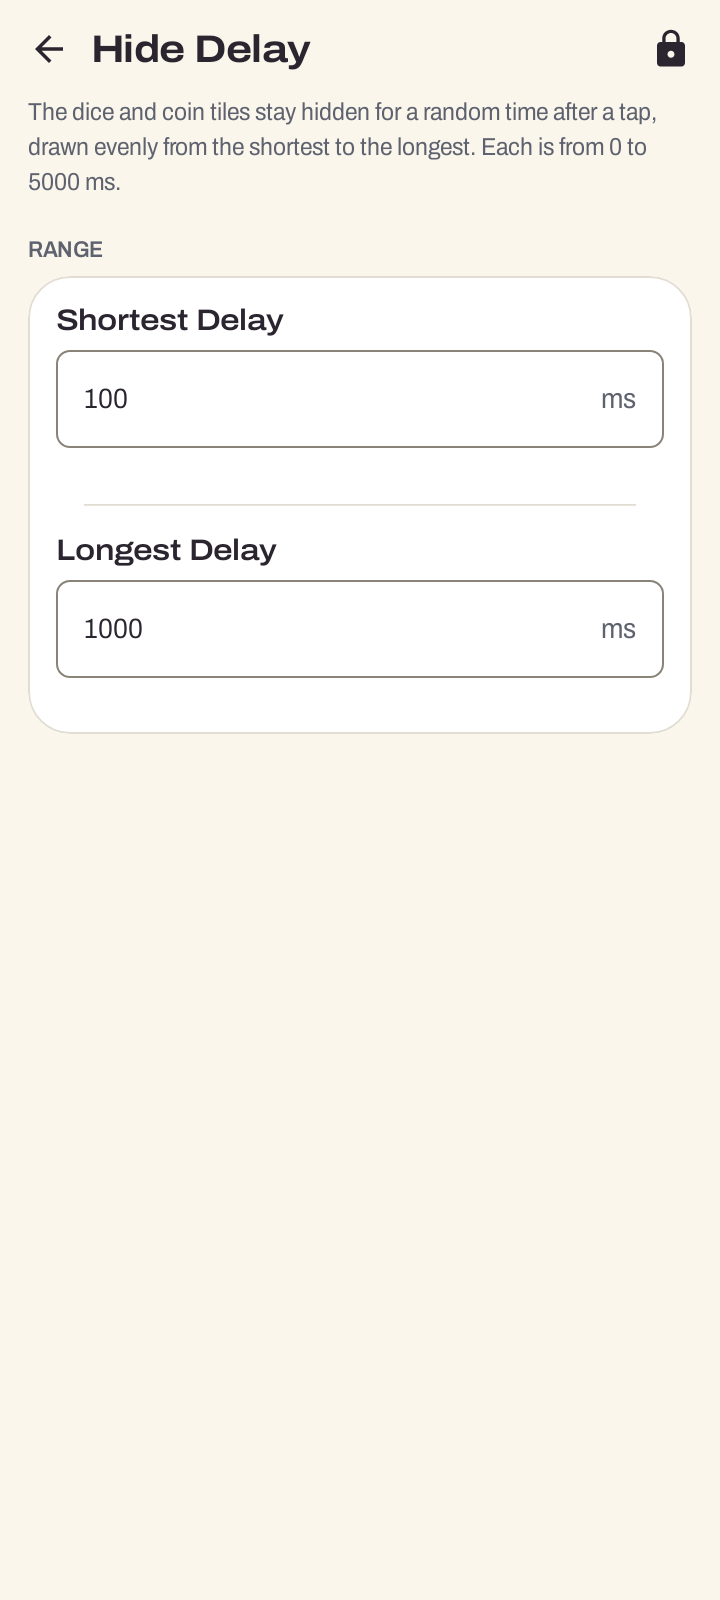 Hide Delay
The dice and coin tiles stay hidden for a random time after a tap,
drawn evenly from the shortest to the longest. Each is from 0 to
5000 ms.
RANGE
Shortest Delay
100 ms
Longest Delay
1000 ms